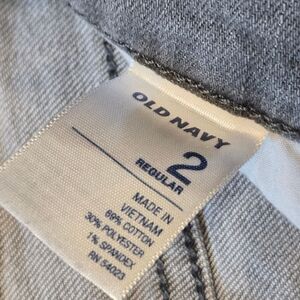 OLD NAVY
2
REGULAR
MADE IN
VIETNAM
69% COTTON
30% POLYESTER
1% SPANDEX
RN 54023